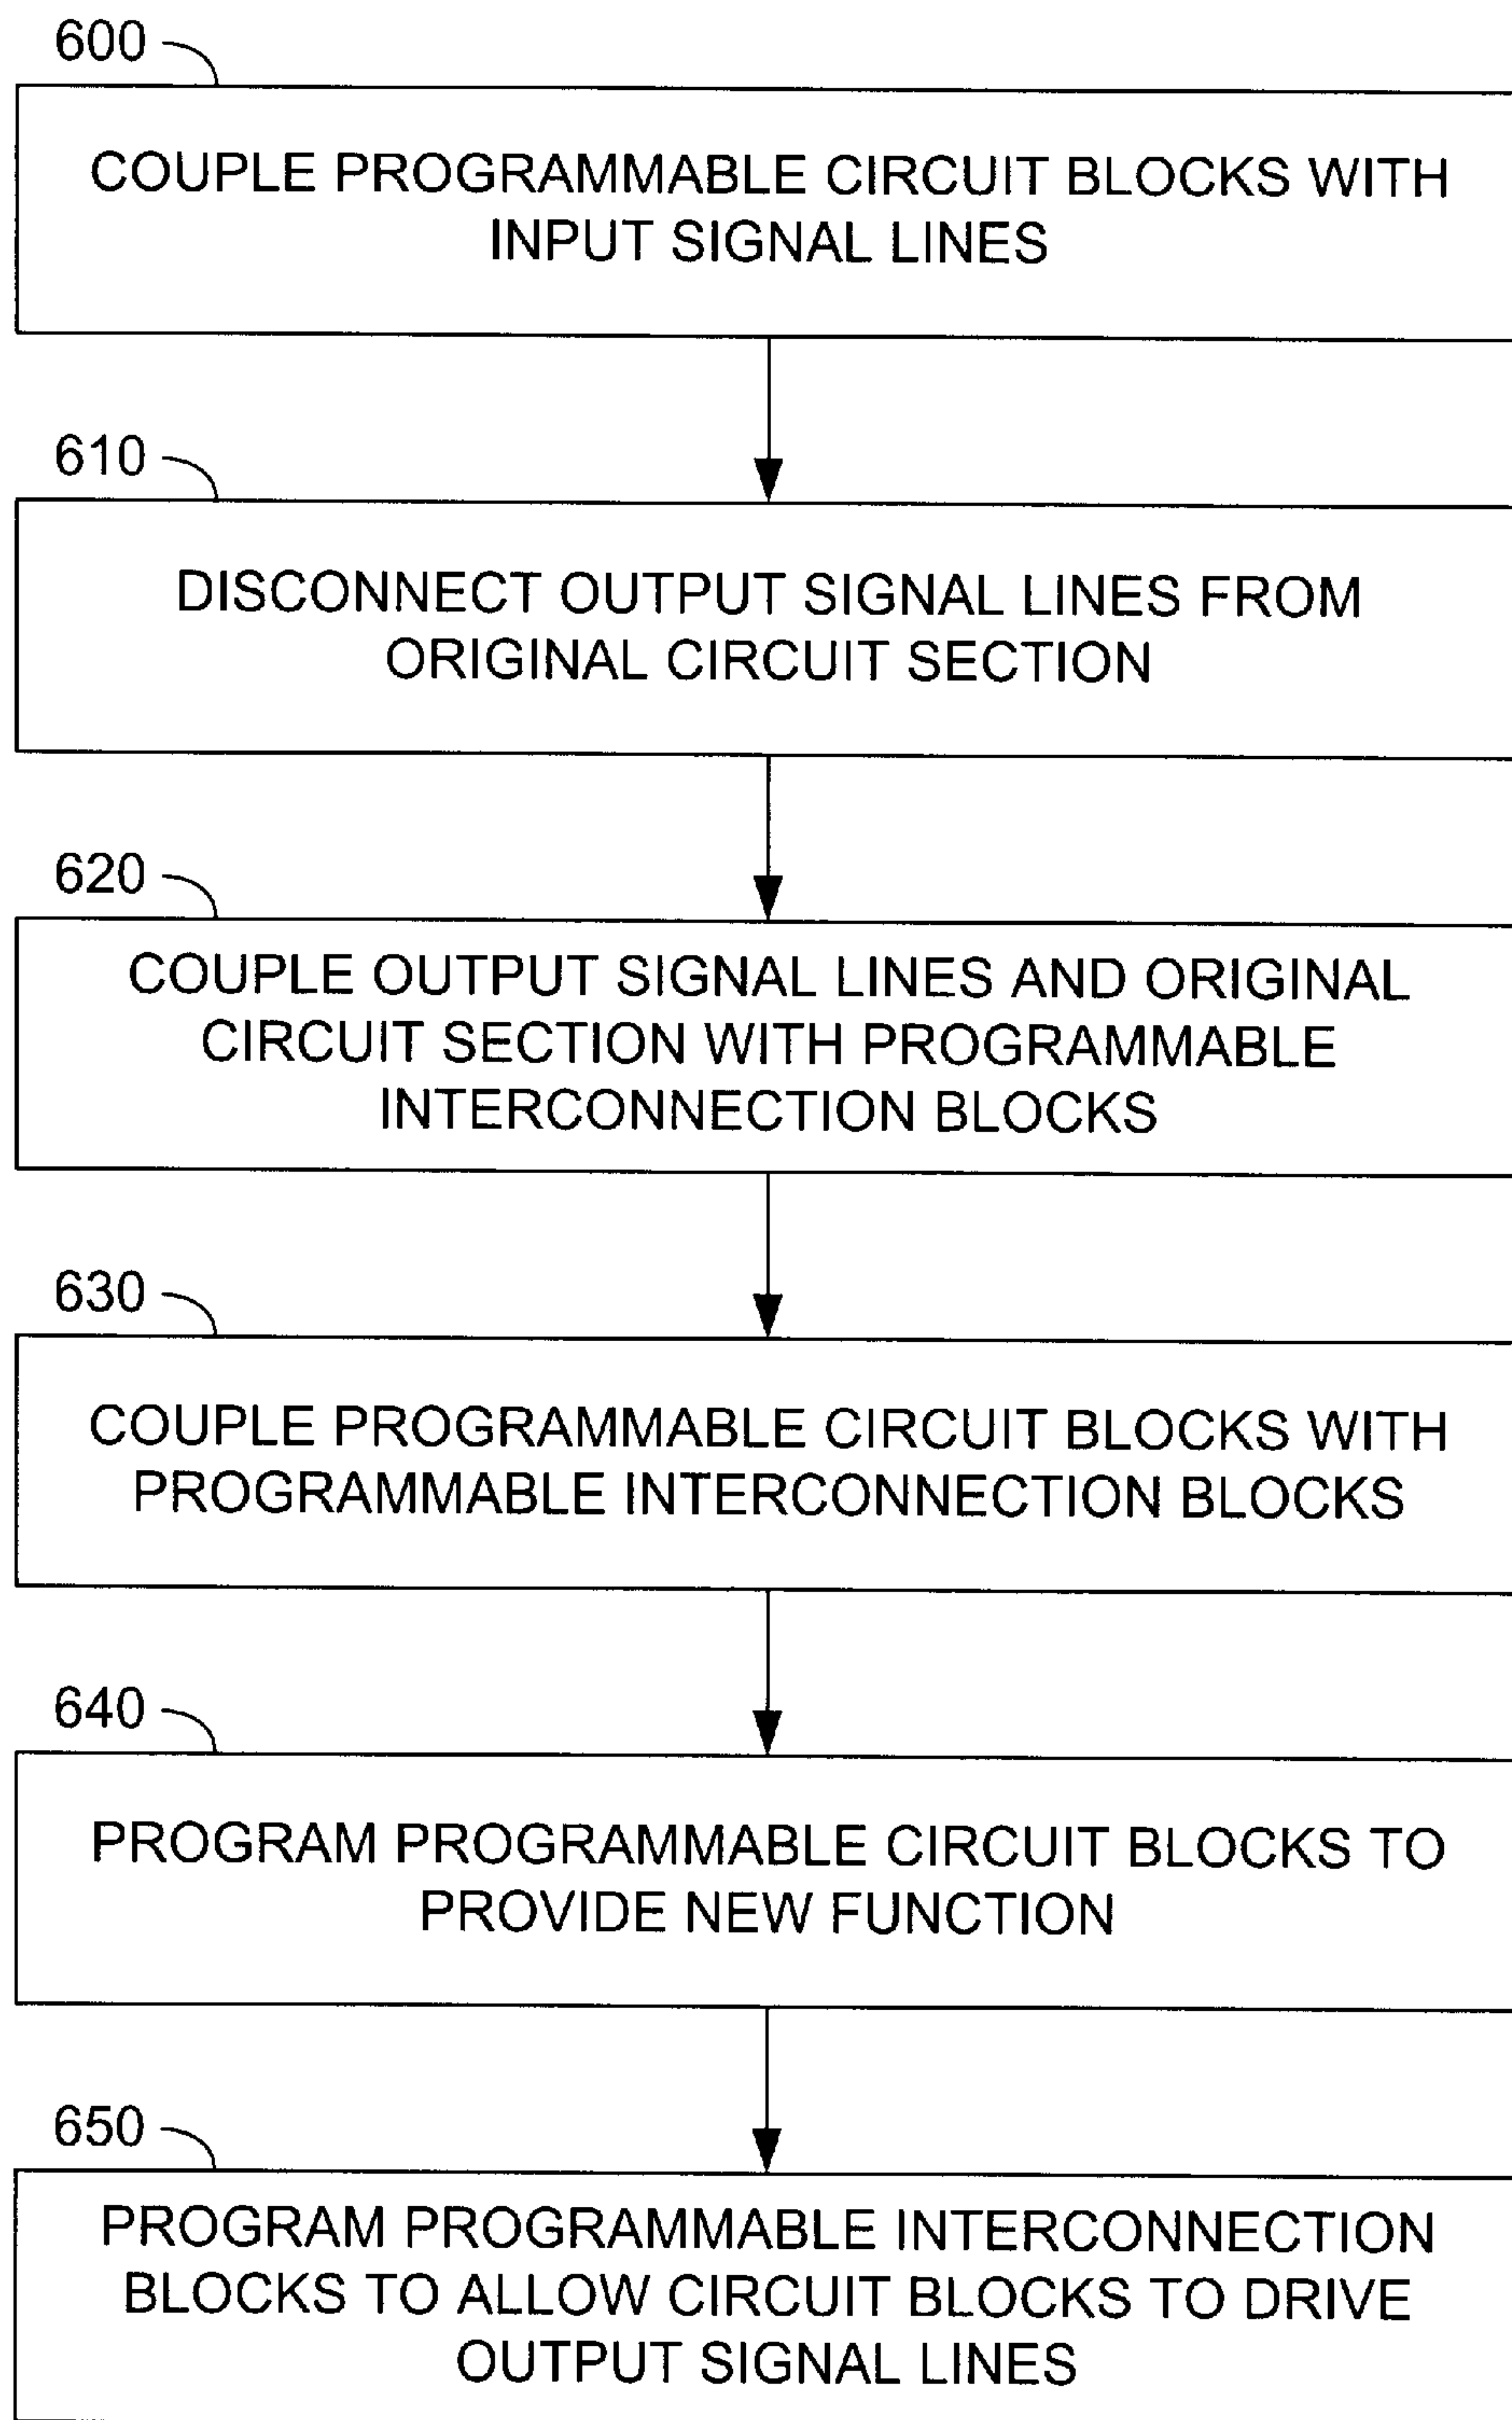 600
COUPLE PROGRAMMABLE CIRCUIT BLOCKS WITH
INPUT SIGNAL LINES
610
DISCONNECT OUTPUT SIGNAL LINES FROM
ORIGINAL CIRCUIT SECTION
620
COUPLE OUTPUT SIGNAL LINES AND ORIGINAL
CIRCUIT SECTION WITH PROGRAMMABLE
INTERCONNECTION BLOCKS
630
COUPLE PROGRAMMABLE CIRCUIT BLOCKS WITH
PROGRAMMABLE INTERCONNECTION BLOCKS
640
PROGRAM PROGRAMMABLE CIRCUIT BLOCKS TO
PROVIDE NEW FUNCTION
650
PROGRAM PROGRAMMABLE INTERCONNECTION
BLOCKS TO ALLOW CIRCUIT BLOCKS TO DRIVE
OUTPUT SIGNAL LINES